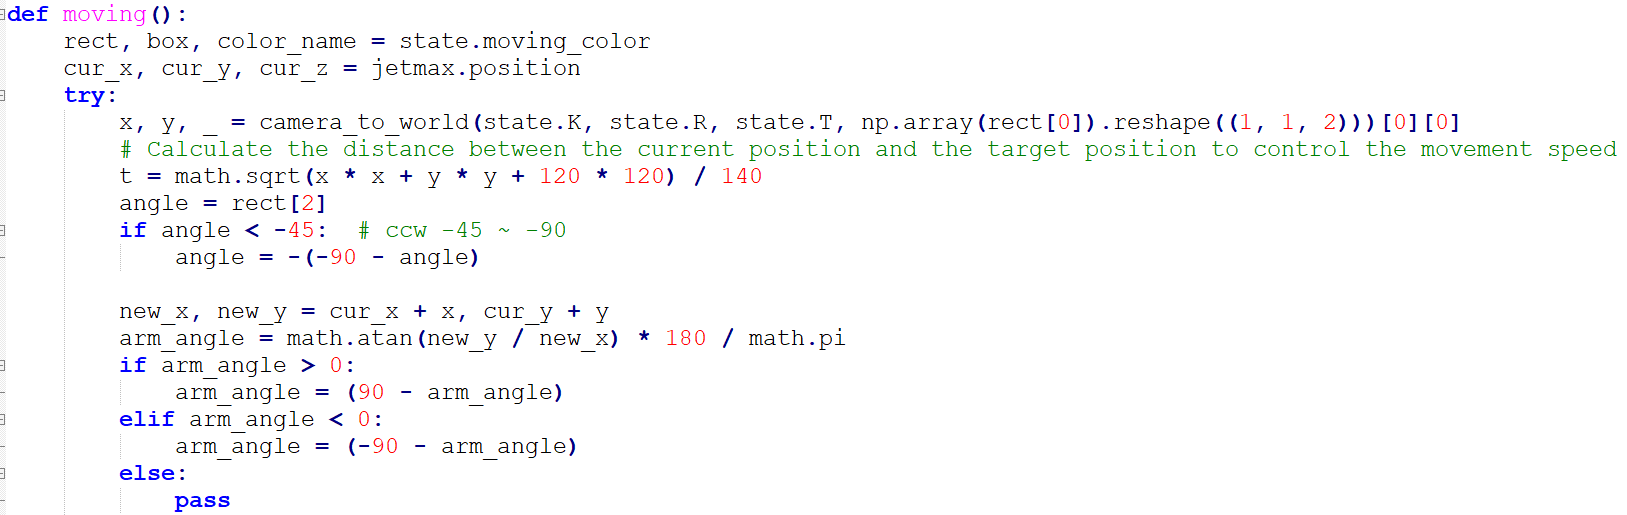 def moving():
    rect, box, color_name = state.moving_color
    cur_x, cur_y, cur_z = jetmax.position
    try:
        x, y, _ = camera_to_world(state.K, state.R, state.T, np.array(rect[0]).reshape((1, 1, 2)))[0][0]
        # Calculate the distance between the current position and the target position to control the movement speed
        t = math.sqrt(x * x + y * y + 120 * 120) / 140
        angle = rect[2]
        if angle < -45:  # ccw -45 ~ -90
            angle = -(-90 - angle)

        new_x, new_y = cur_x + x, cur_y + y
        arm_angle = math.atan(new_y / new_x) * 180 / math.pi
        if arm_angle > 0:
            arm_angle = (90 - arm_angle)
        elif arm_angle < 0:
            arm_angle = (-90 - arm_angle)
        else:
            pass